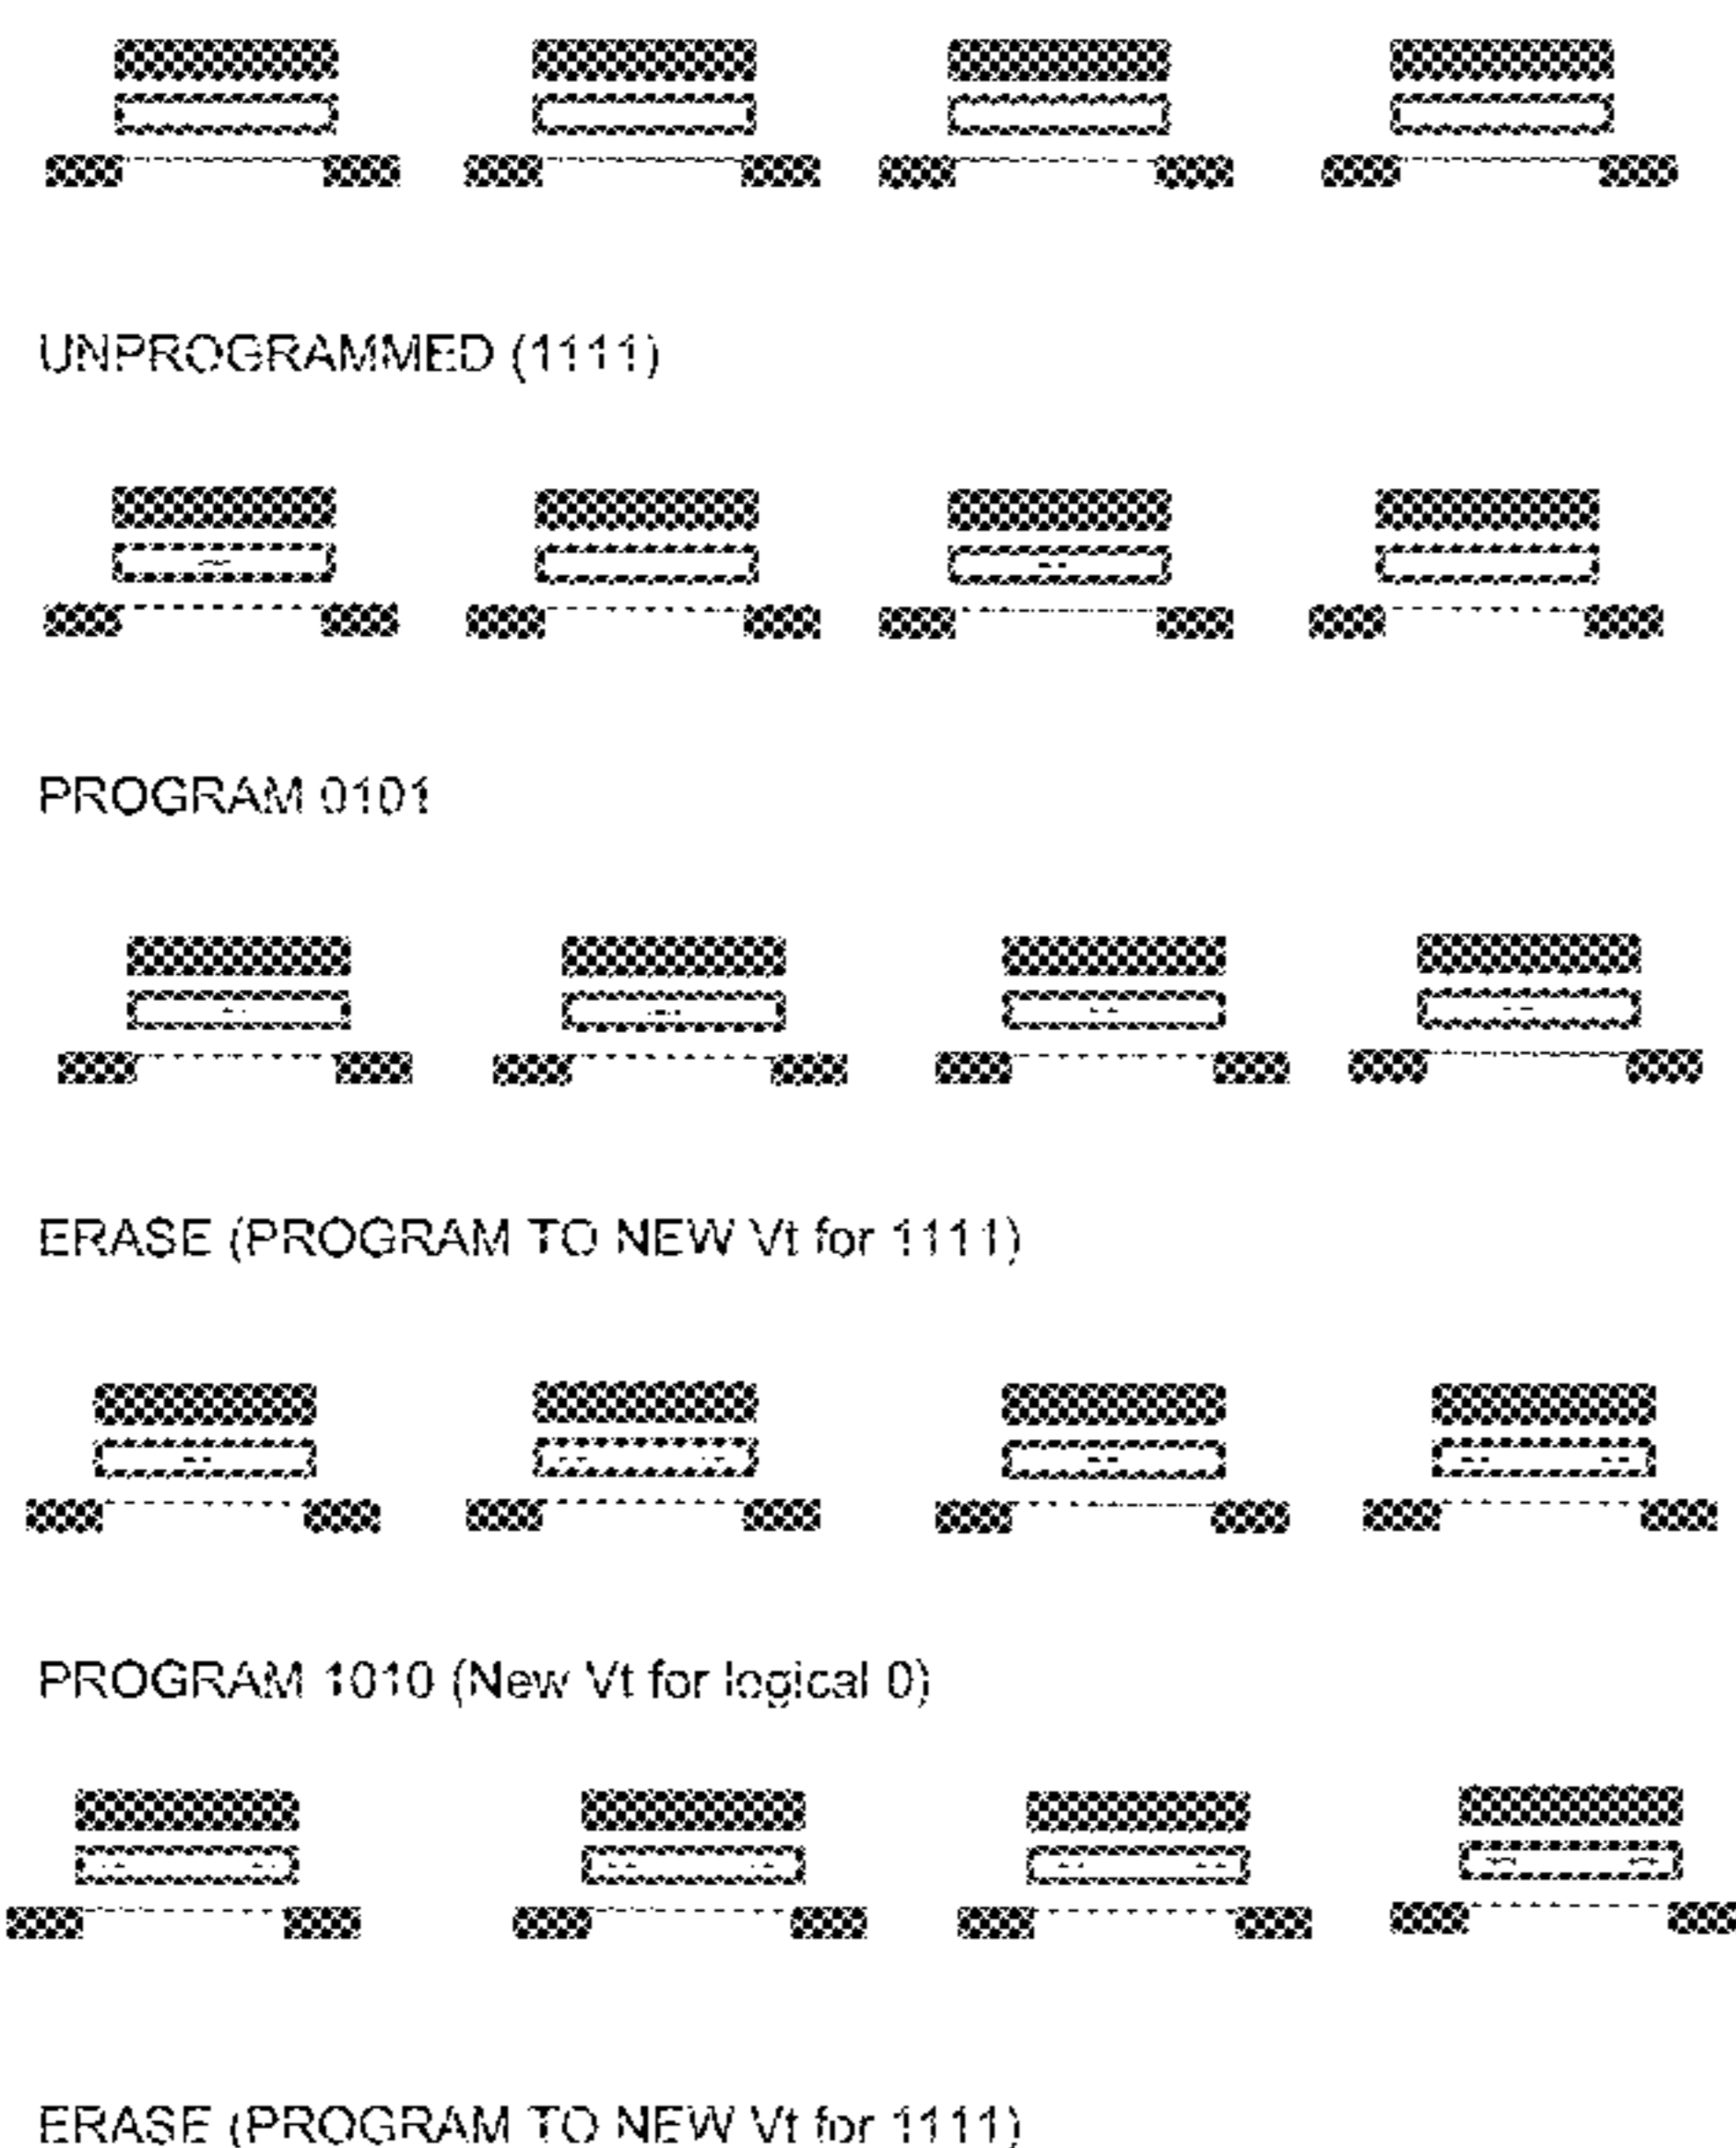 UNPROGRAMMED (1111)
PROGRAM 0101
ERASE (PROGRAM TO NEW Vt for 1111)
PROGRAM 1010 (New Vt for logical 0)
ERASE (PROGRAM TO NEW Vt for 1111)